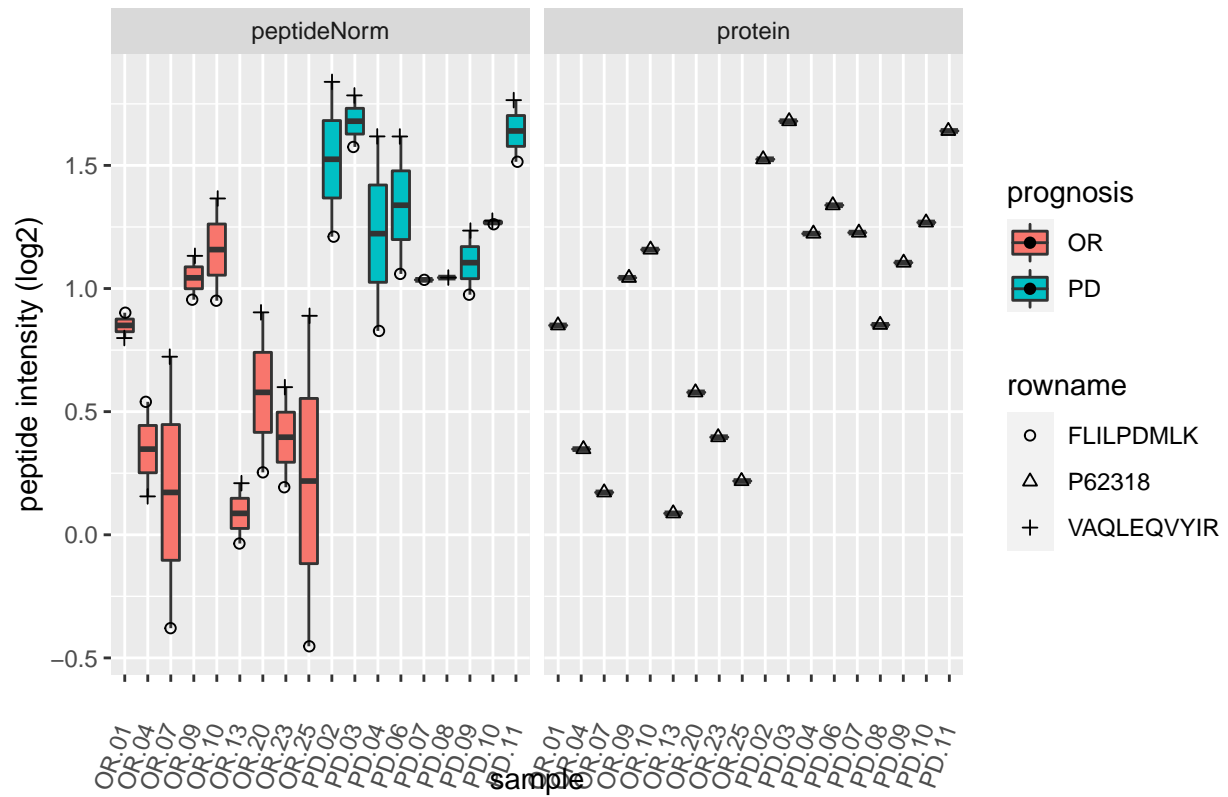 peptideNorm
protein
peptide intensity (log2)
1.5
1.0
0.5
0.0
−0.5
OR.01
OR.04
OR.07
OR.09
OR.10
OR.13
OR.20
OR.23
OR.25
PD.02
PD.03
PD.04
PD.06
PD.07
PD.08
PD.09
PD.10
PD.11
OR.01
OR.04
OR.07
OR.09
OR.10
OR.13
OR.20
OR.23
OR.25
PD.02
PD.03
PD.04
PD.06
PD.07
PD.08
PD.09
PD.10
PD.11
sample
prognosis
OR
PD
rowname
FLILPDMLK
P62318
VAQLEQVYIR